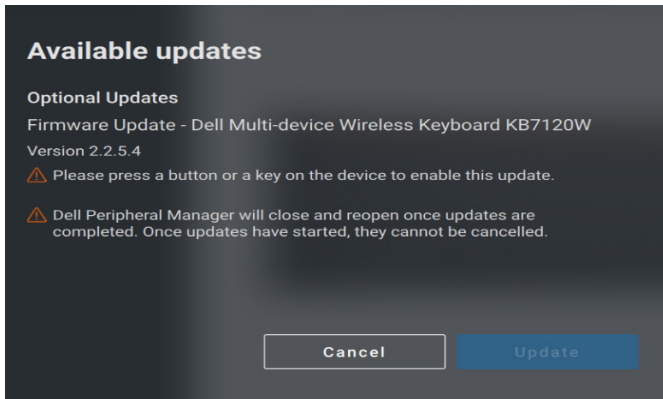 Available updates
Optional Updates
Firmware Update - Dell Multi-device Wireless Keyboard KB7120W
Version 2.2.5.4
Please press a button or a key on the device to enable this update.
Dell Peripheral Manager will close and reopen once updates are
completed. Once updates have started, they cannot be cancelled.
Cancel
Update